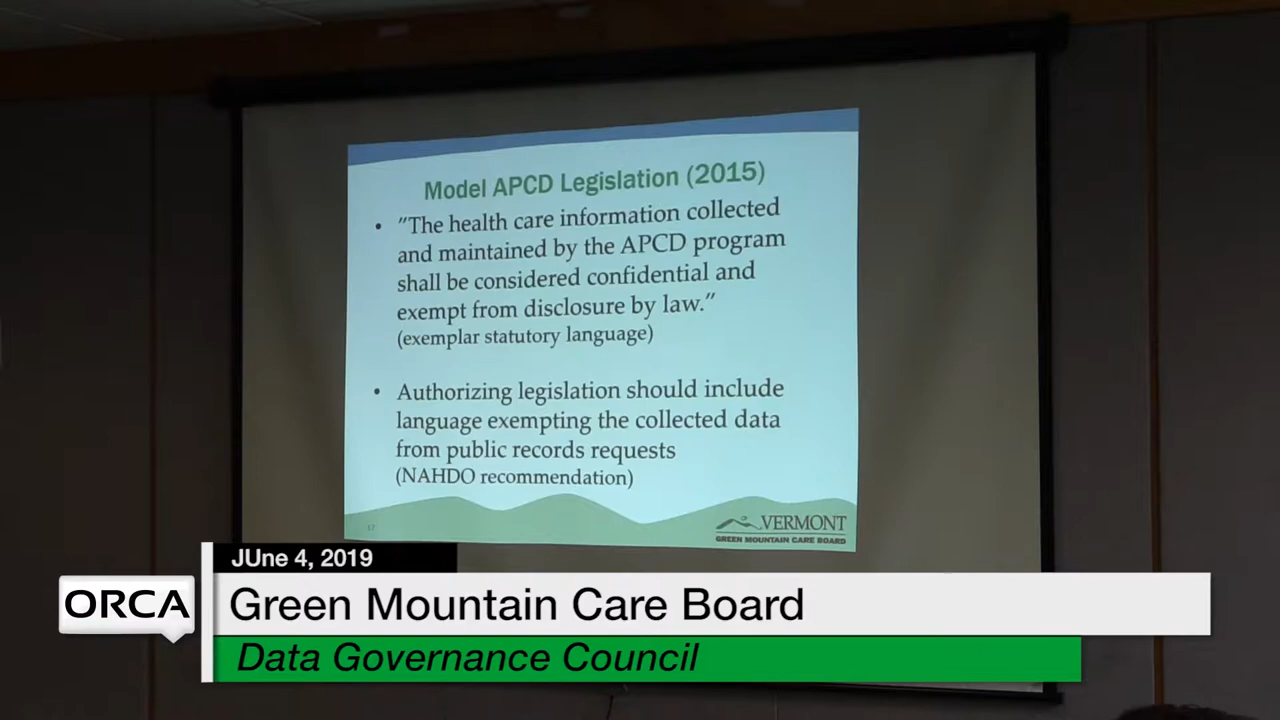 Model APCD Legislation (2015)
• "The health care information collected
and maintained by the APCD program
shall be considered confidential and
exempt from disclosure by law."
(exemplar statutory language)
• Authorizing legislation should include
language exempting the collected data
from public records requests
(NAHDO recommendation)
17
VERMONT
GREEN MOUNTAIN CARE BOARD
JUne 4, 2019
ORCA
Green Mountain Care Board
Data Governance Council